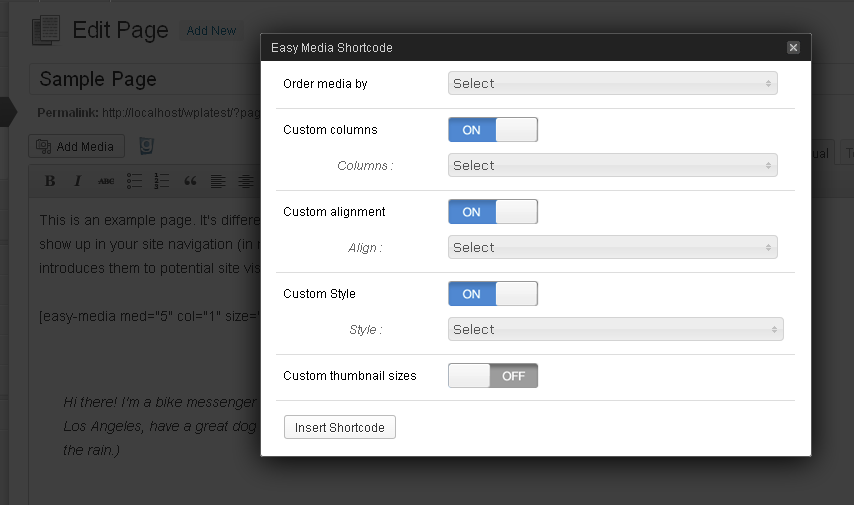 Edit Page Add New
Sample Page
Permalink: http://localhost/wplatest/?pag
Add Media
B I ABC
This is an example page. It's differe
show up in your site navigation (in
introduces them to potential site vis
[easy-media med="5" col="1" size="
Hi there! I'm a bike messenger
Los Angeles, have a great dog
the rain.)
Easy Media Shortcode
Order media by Select
Custom columns ON
Columns : Select
Custom alignment ON
Align : Select
Custom Style ON
Style : Select
Custom thumbnail sizes OFF
Insert Shortcode